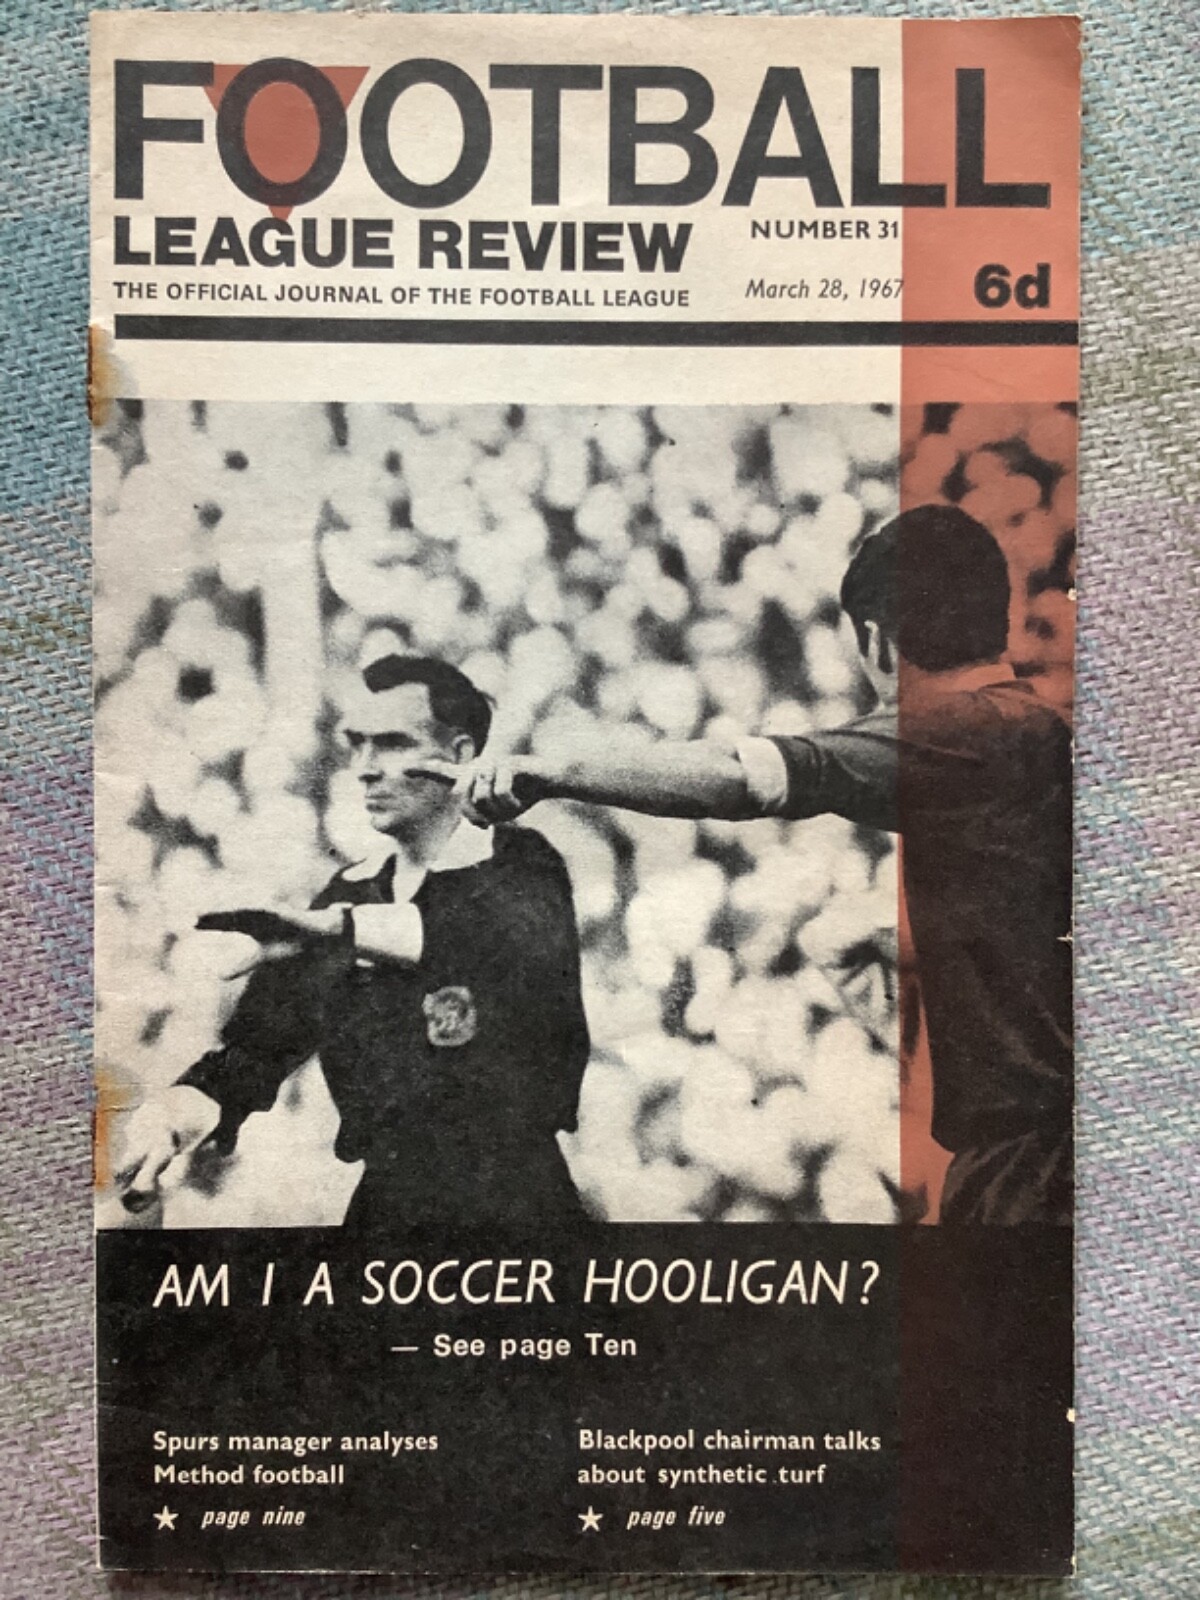 FOOTBALL
LEAGUE REVIEW
NUMBER 31
THE OFFICIAL JOURNAL OF THE FOOTBALL LEAGUE
March 28, 1967
6d
AM I A SOCCER HOOLIGAN?
— See page Ten
Spurs manager analyses
Method football
★ page nine
Blackpool chairman talks
about synthetic turf
★ page five